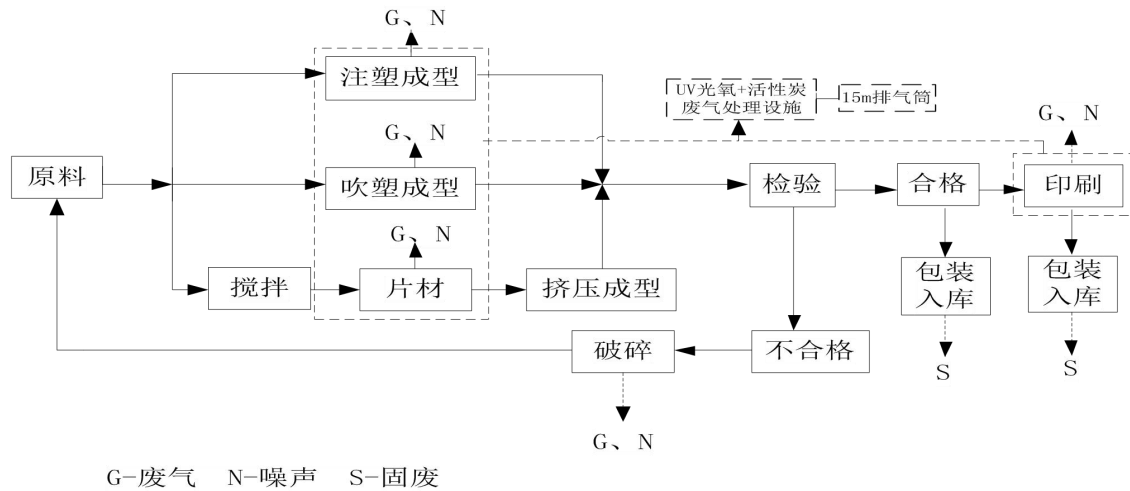 G、N
注塑成型
UV光氧+活性炭
废气处理设施
15m排气筒
G、N
G、N
原料
吹塑成型
检验
合格
印刷
G、N
搅拌
片材
挤压成型
包装
入库
包装
入库
破碎
不合格
S
S
G、N
G-废气 N-噪声 S-固废